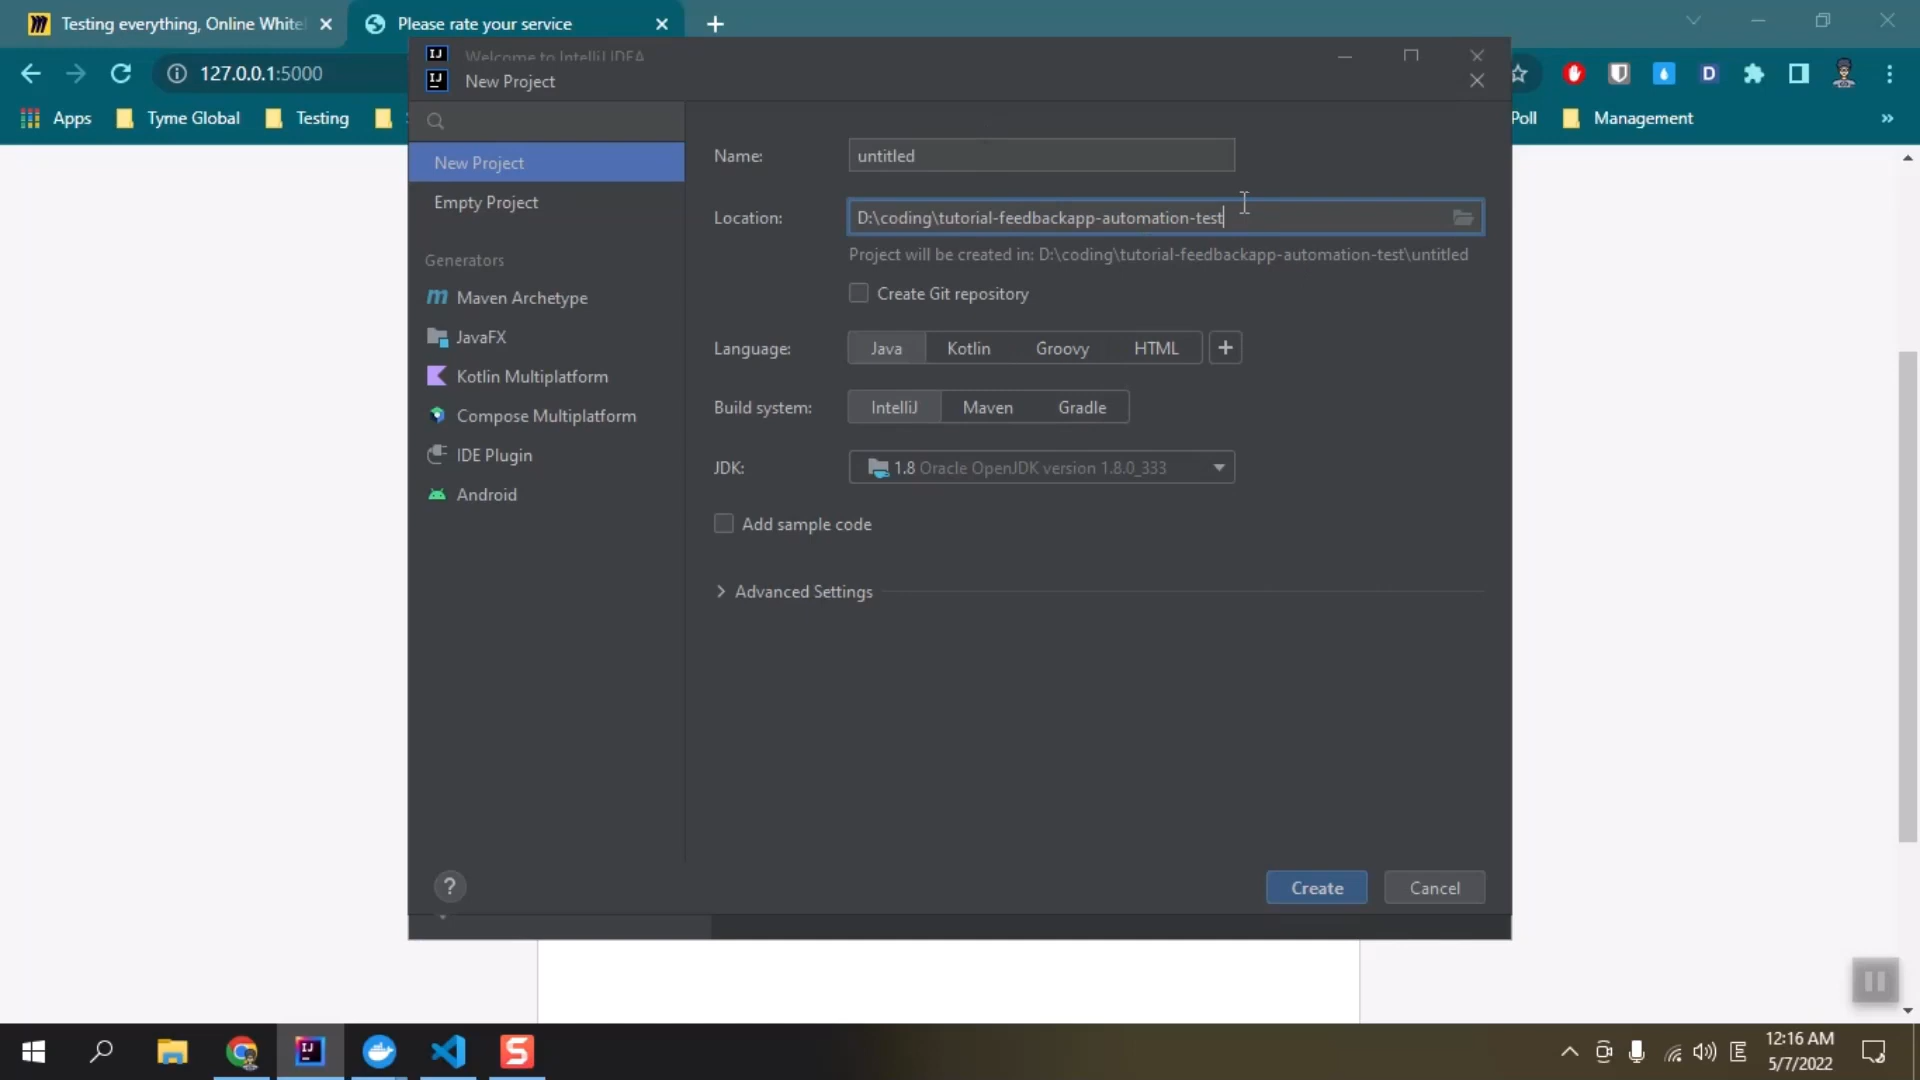 Testing everything, Online White
Please rate your service
127.0.0.1:5000
Welcome to IntelliJ IDEA
New Project
Apps
Tyme Global
Testing
Poll
Management
New Project
Empty Project
Generators
Maven Archetype
JavaFX
Kotlin Multiplatform
Compose Multiplatform
IDE Plugin
Android
Name: untitled
Location: D:\coding\tutorial-feedbackapp-automation-test
Project will be created in: D:\coding\tutorial-feedbackapp-automation-test\untitled
Create Git repository
Language: Java Kotlin Groovy HTML +
Build system: IntelliJ Maven Gradle
JDK: 1.8 Oracle OpenJDK version 1.8.0_333
Add sample code
Advanced Settings
?
Create
Cancel
12:16 AM
5/7/2022